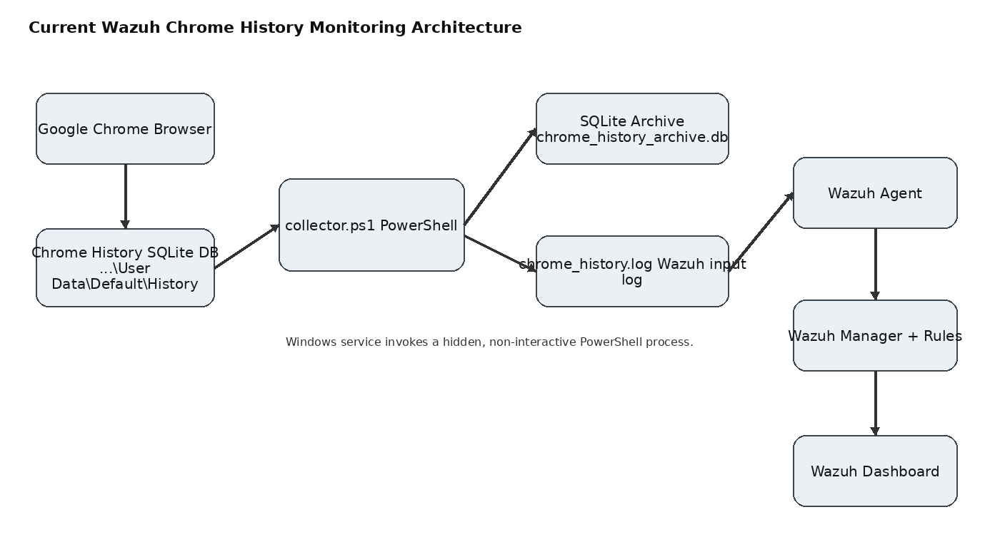 Current Wazuh Chrome History Monitoring Architecture
Google Chrome Browser
SQLite Archive
chrome_history_archive.db
Wazuh Agent
collector.ps1 PowerShell
Chrome History SQLite DB
...\User
Data\Default\History
chrome_history.log Wazuh input
log
Windows service invokes a hidden, non-interactive PowerShell process.
Wazuh Manager + Rules
Wazuh Dashboard